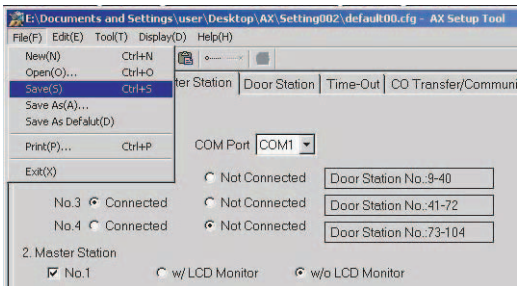 E:\Documents and Settings\user\Desktop\AX\Setting002\default00.cfg - AX Setup Tool
File(F) Edit(E) Tool(T) Display(D) Help(H)
New(N) Ctrl+N
Open(O)... Ctrl+O
Save(S) Ctrl+S
Save As(A)...
Save As Defalut(D)
Print(P)... Ctrl+P
Exit(X)
ter Station Door Station Time-Out CO Transfer/Communi
COM Port COM1
Not Connected Door Station No.:9-40
No.3 Connected Not Connected Door Station No.:41-72
No.4 Connected Not Connected Door Station No.:73-104
2. Master Station
No.1 w/ LCD Monitor w/o LCD Monitor